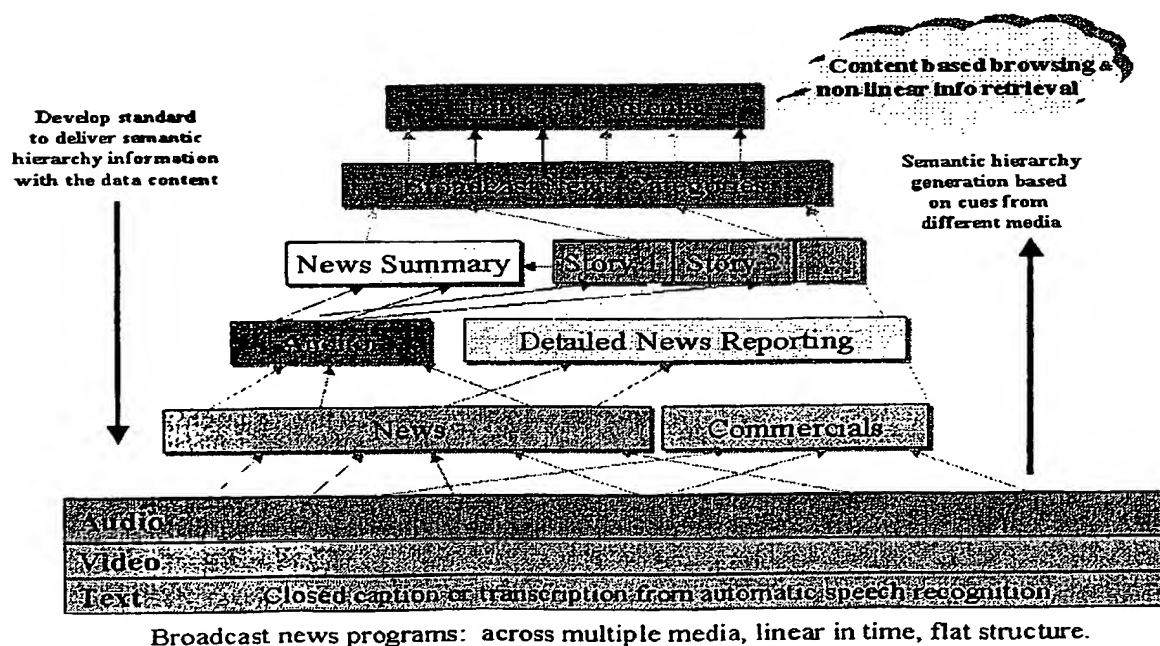 Content based browsing &
non-linear info retrieval
Develop standard
to deliver semantic
hierarchy information
with the data content
Table of Contents
Broadcast News Categories
Semantic hierarchy
generation based
on cues from
different media
News Summary
Story-1
Story-2
Anchor
Detailed News Reporting
News
Commercials
Audio
Video
Text
Closed caption or transcription from automatic speech recognition
Broadcast news programs: across multiple media, linear in time, flat structure.